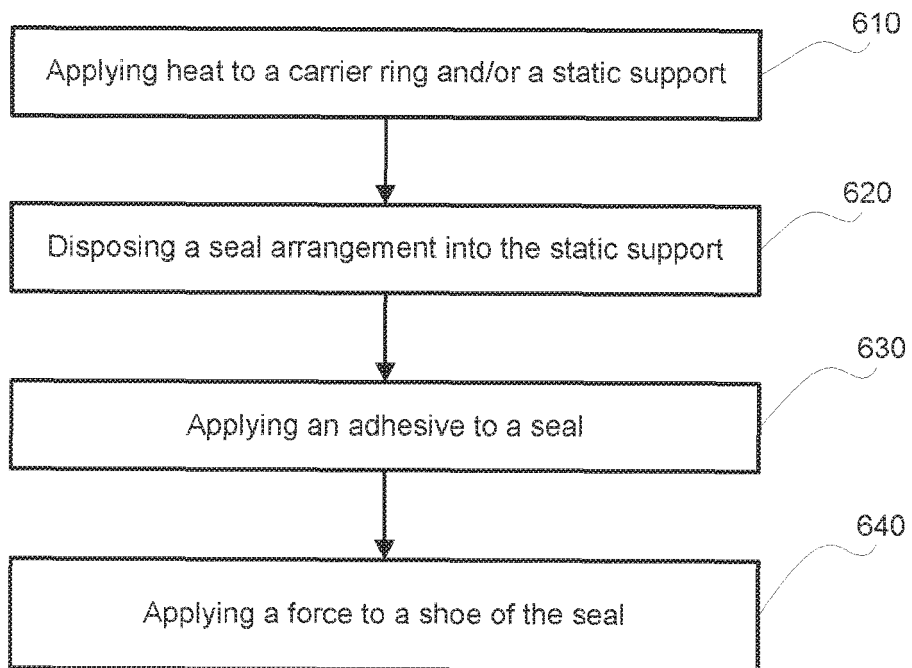 610
Applying heat to a carrier ring and/or a static support
620
Disposing a seal arrangement into the static support
630
Applying an adhesive to a seal
640
Applying a force to a shoe of the seal